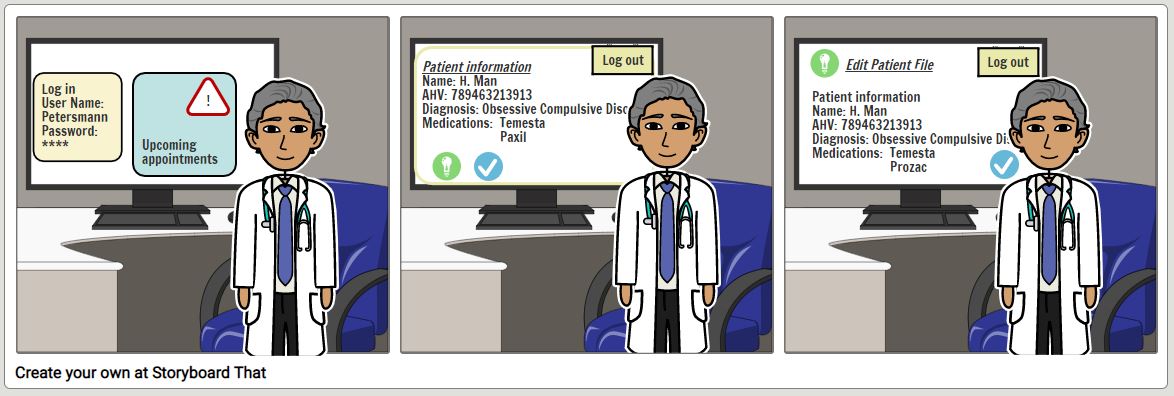 Log in
User Name:
Petersmann
Password:
****
!
Upcoming
appointments
Log out
Patient information
Name: H. Man
AHV: 789463213913
Diagnosis: Obsessive Compulsive Diso
Medications: Temesta
Paxil
Log out
Edit Patient File
Patient information
Name: H. Man
AHV: 789463213913
Diagnosis: Obsessive Compulsive Di
Medications: Temesta
Prozac
Create your own at Storyboard That